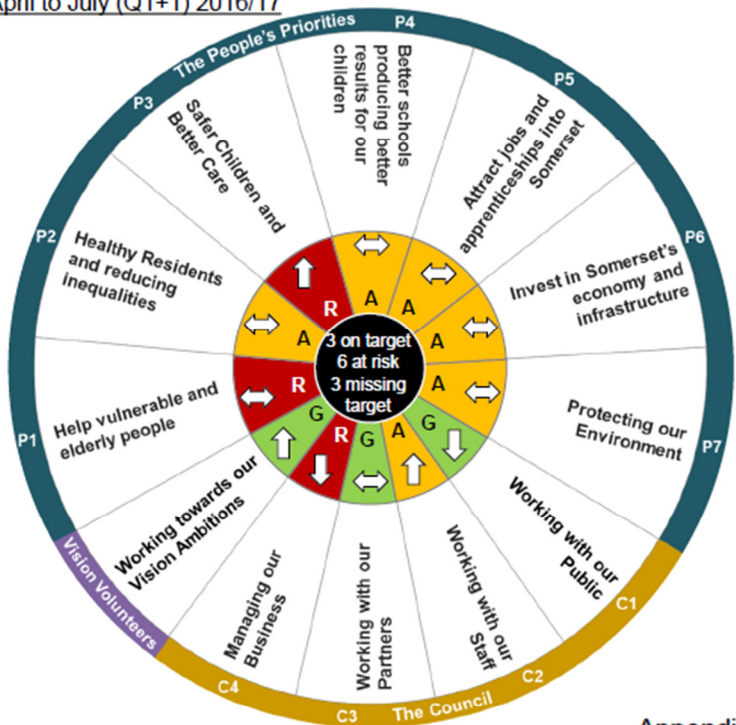 April to July (Q1+1) 2016/17
The People's Priorities
P1
Help vulnerable and
elderly people
R
P2
Healthy Residents
and reducing
inequalities
A
P3
Safer Children and
Better Care
R
P4
Better schools
producing better
results for our
children
A
P5
Attract jobs and
apprenticeships into
Somerset
A
P6
Invest in Somerset's
economy and
infrastructure
A
P7
Protecting our
Environment
A
The Council
C1
Working with our
Public
G
C2
Working with our
Staff
A
C3
Working with our
Partners
G
C4
Managing our
Business
R
Vision Volunteers
Working towards our
Vision Ambitions
G
3 on target
6 at risk
3 missing
target